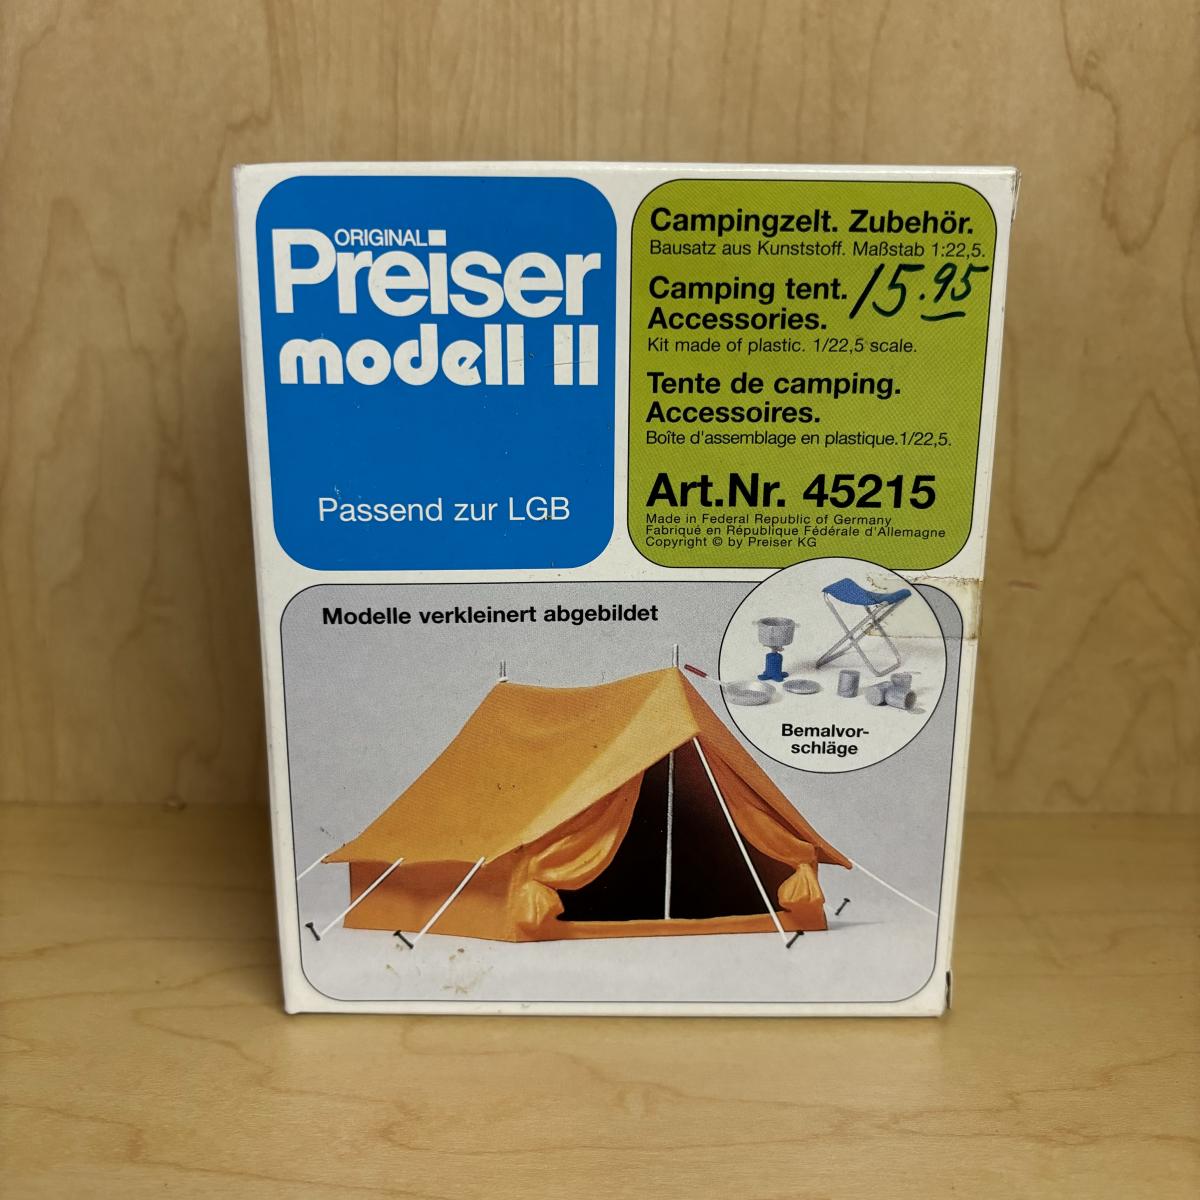 ORIGINAL
Preiser
modell II
Passend zur LGB
Campingzelt. Zubehör.
Bausatz aus Kunststoff. Maßstab 1:22,5.
Camping tent.
15.95
Accessories.
Kit made of plastic. 1/22,5 scale.
Tente de camping.
Accessoires.
Boîte d'assemblage en plastique.1/22,5.
Art.Nr. 45215
Made in Federal Republic of Germany
Fabriqué en République Fédérale d'Allemagne
Copyright © by Preiser KG
Modelle verkleinert abgebildet
Bemalvor-
schläge